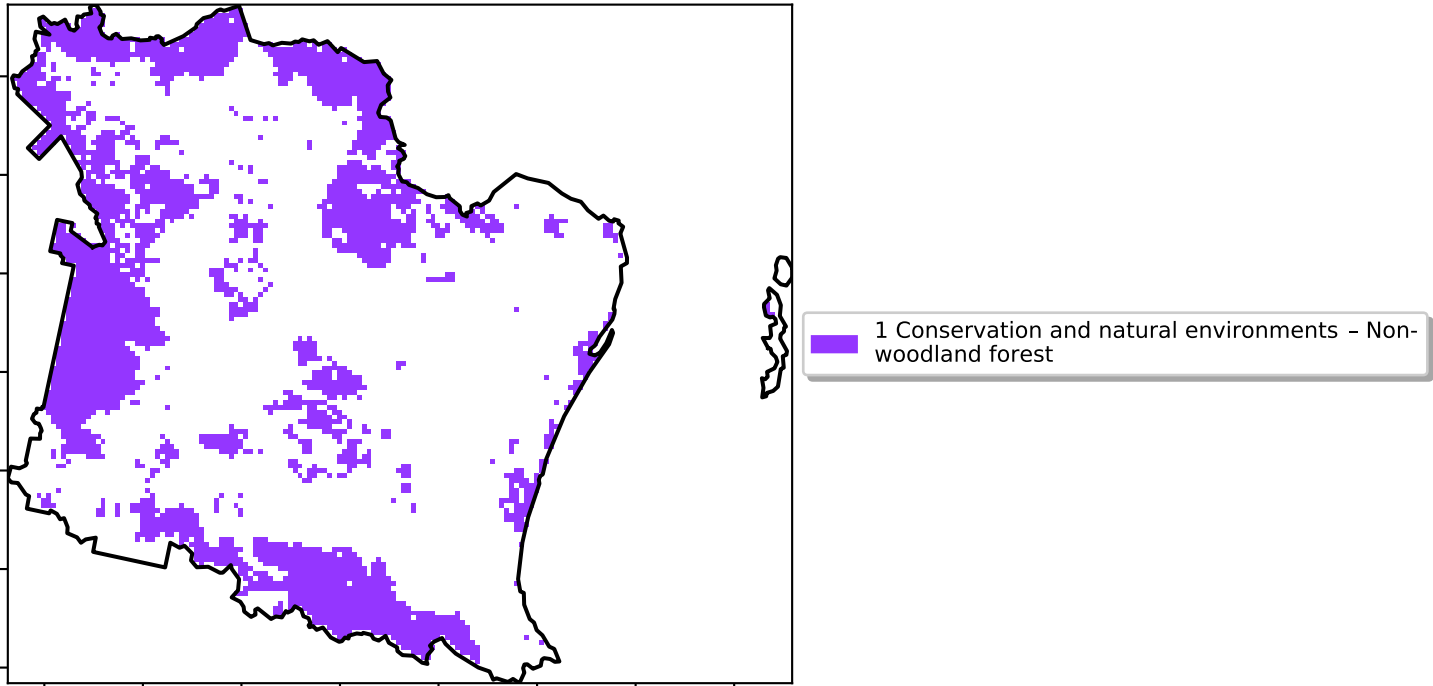 1 Conservation and natural environments – Non-
woodland forest